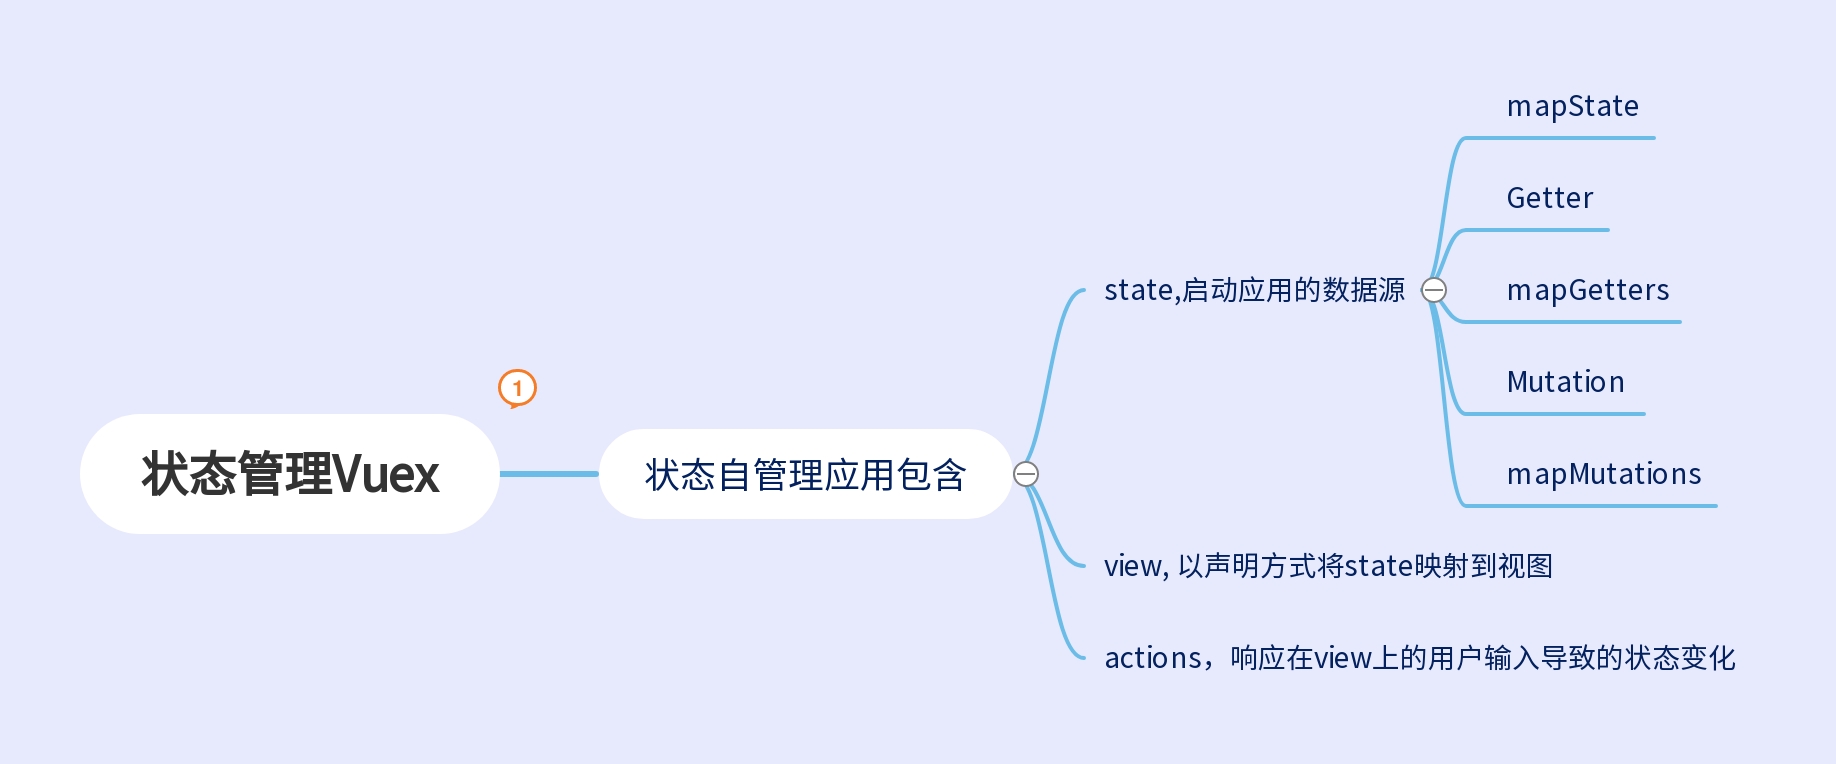 1
状态管理Vuex
状态自管理应用包含
state,启动应用的数据源
mapState
Getter
mapGetters
Mutation
mapMutations
view, 以声明方式将state映射到视图
actions，响应在view上的用户输入导致的状态变化